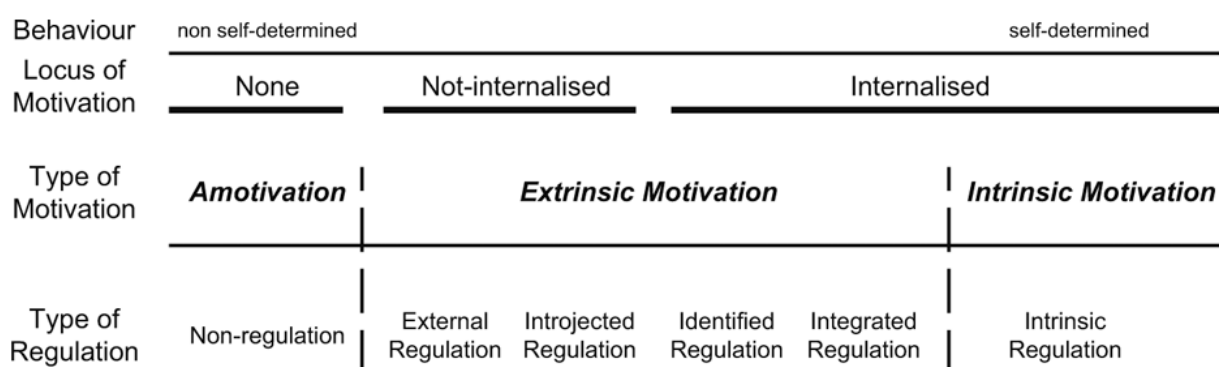 Behaviour non self-determined self-determined
Locus of
Motivation
None Not-internalised Internalised
Type of
Motivation
Amotivation Extrinsic Motivation Intrinsic Motivation
Type of
Regulation
Non-regulation
External
Regulation
Introjected
Regulation
Identified
Regulation
Integrated
Regulation
Intrinsic
Regulation